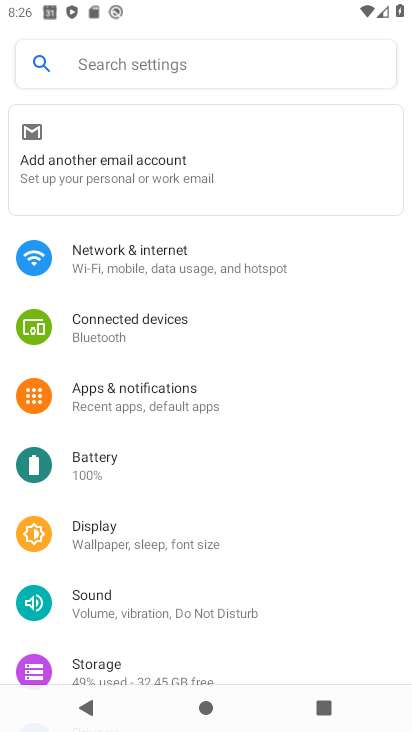 8:26
31
Search settings
Add another email account
Set up your personal or work email
Network & internet
Wi-Fi, mobile, data usage, and hotspot
Connected devices
Bluetooth
Apps & notifications
Recent apps, default apps
Battery
100%
Display
Wallpaper, sleep, font size
Sound
Volume, vibration, Do Not Disturb
Storage
49% used - 32.45 GB free